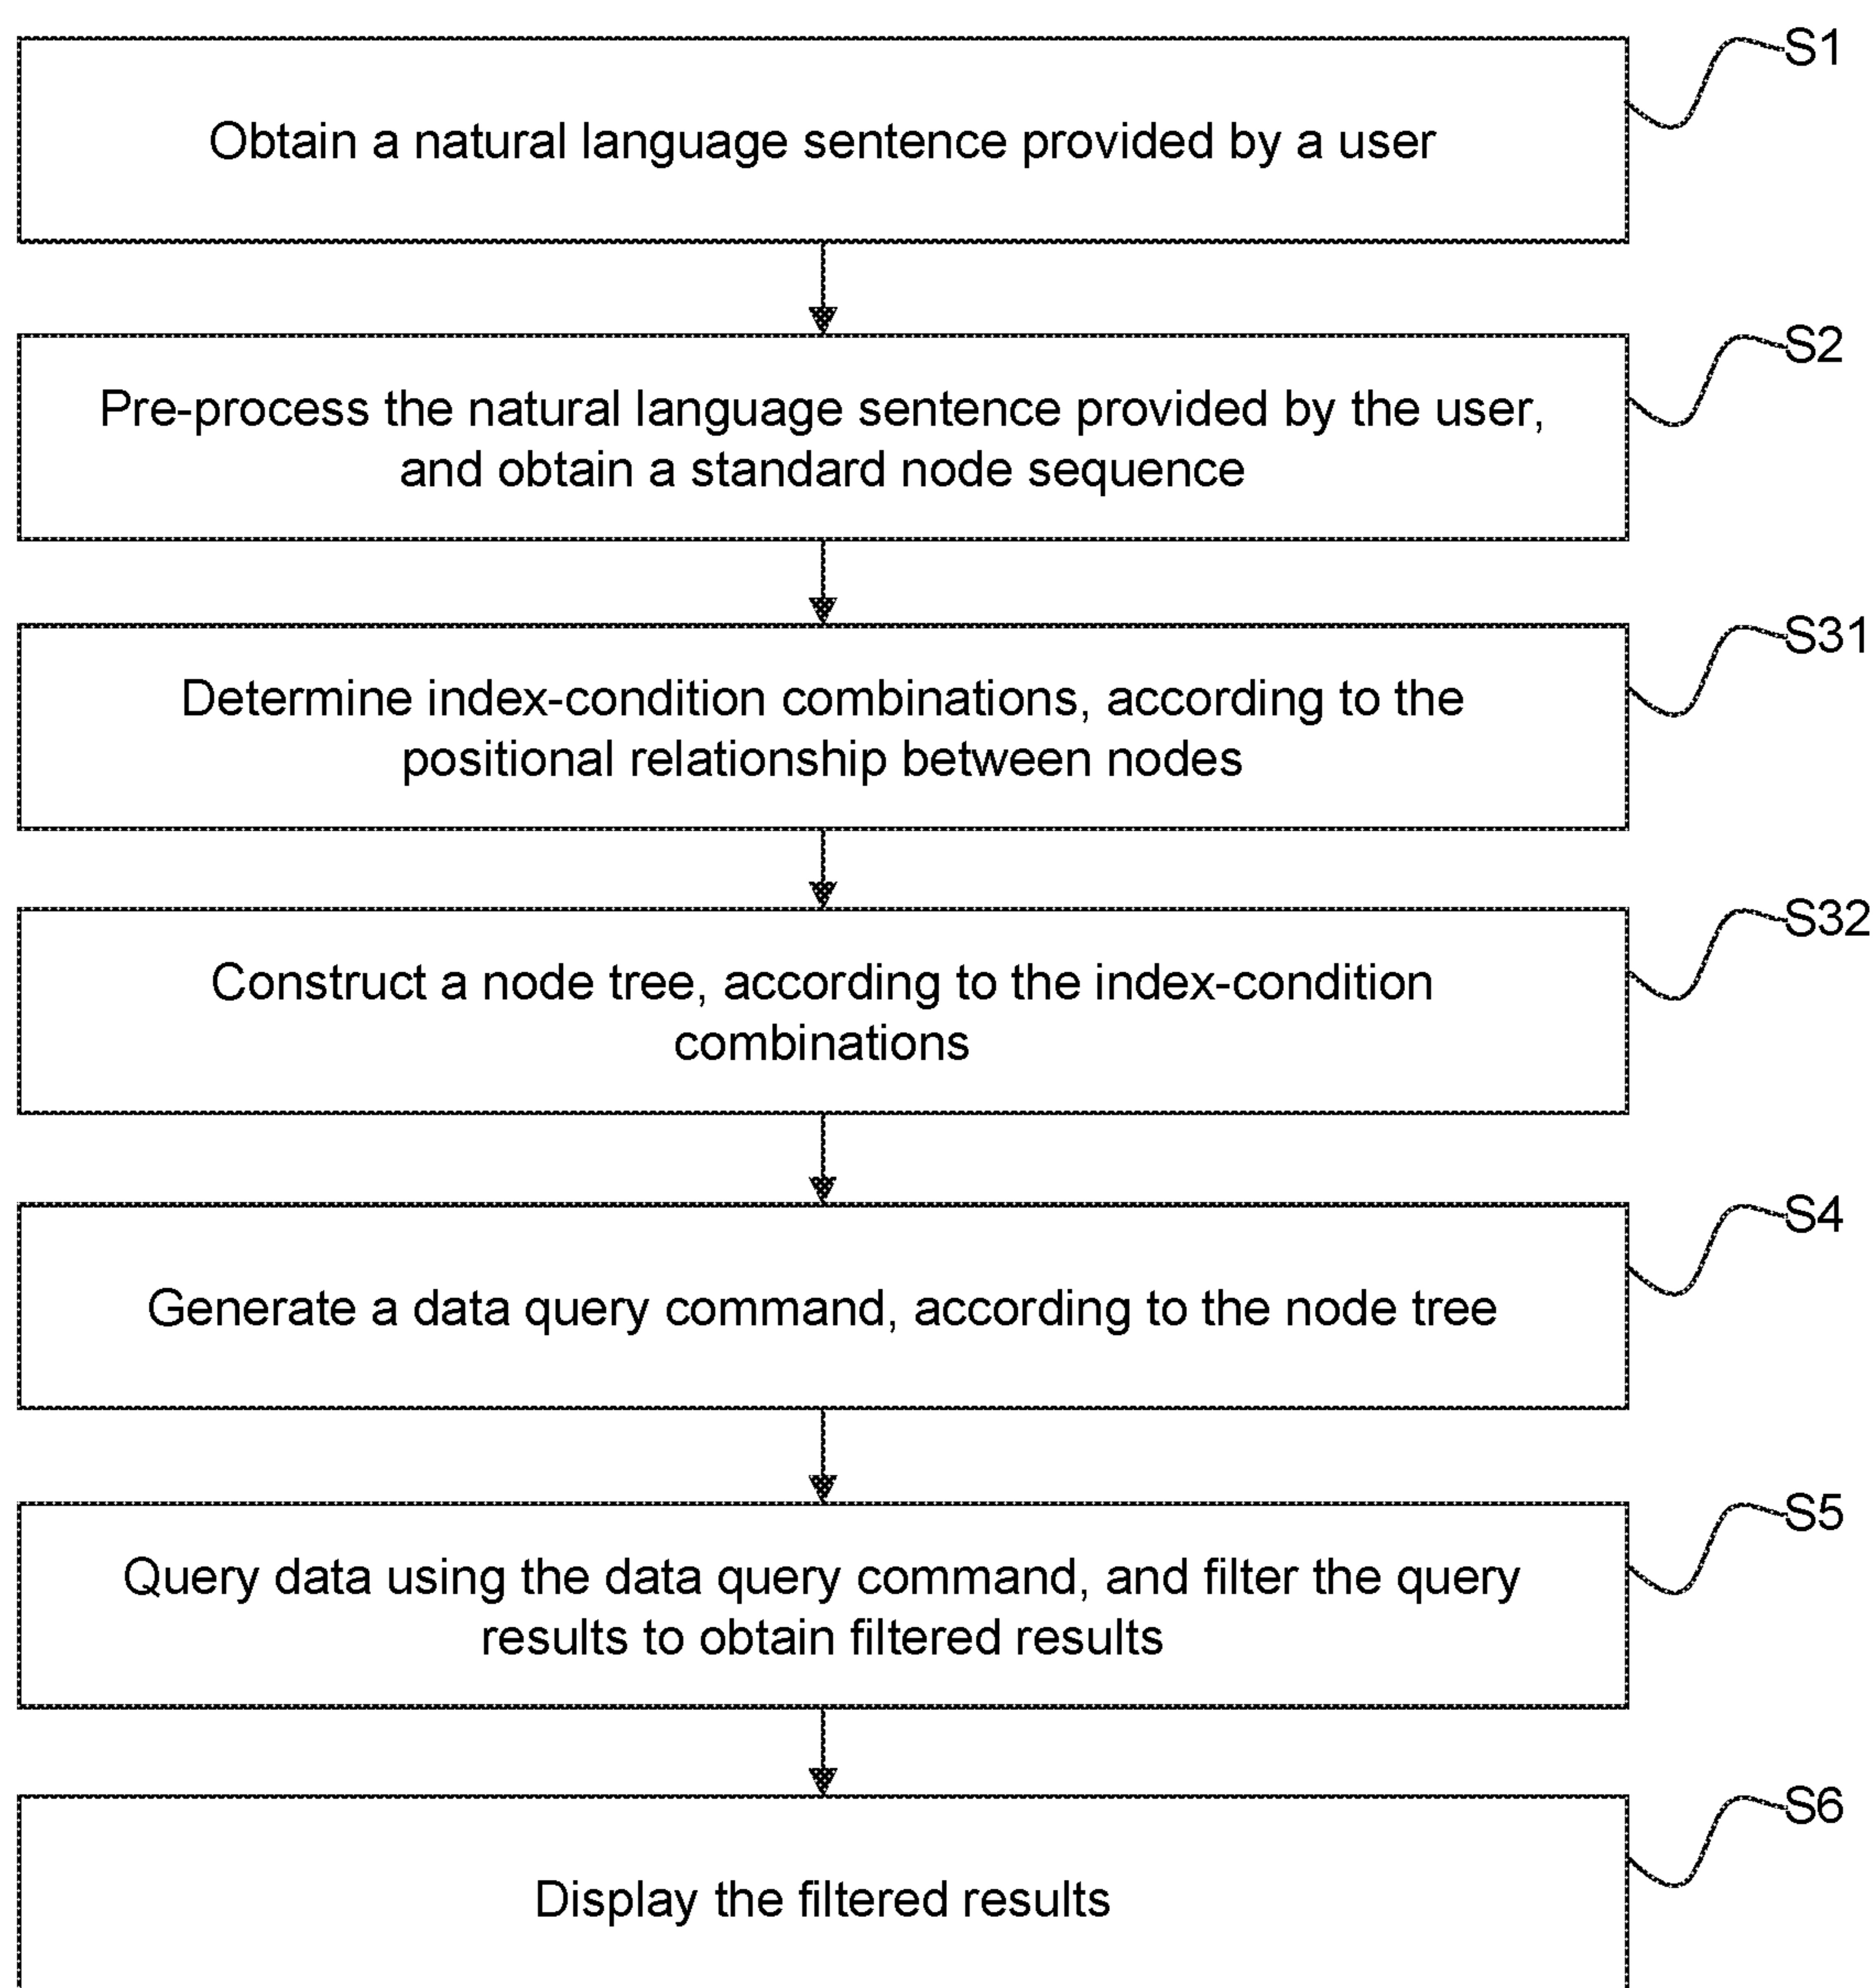 S1
Obtain a natural language sentence provided by a user
S2
Pre-process the natural language sentence provided by the user,
and obtain a standard node sequence
S31
Determine index-condition combinations, according to the
positional relationship between nodes
S32
Construct a node tree, according to the index-condition
combinations
S4
Generate a data query command, according to the node tree
S5
Query data using the data query command, and filter the query
results to obtain filtered results
S6
Display the filtered results